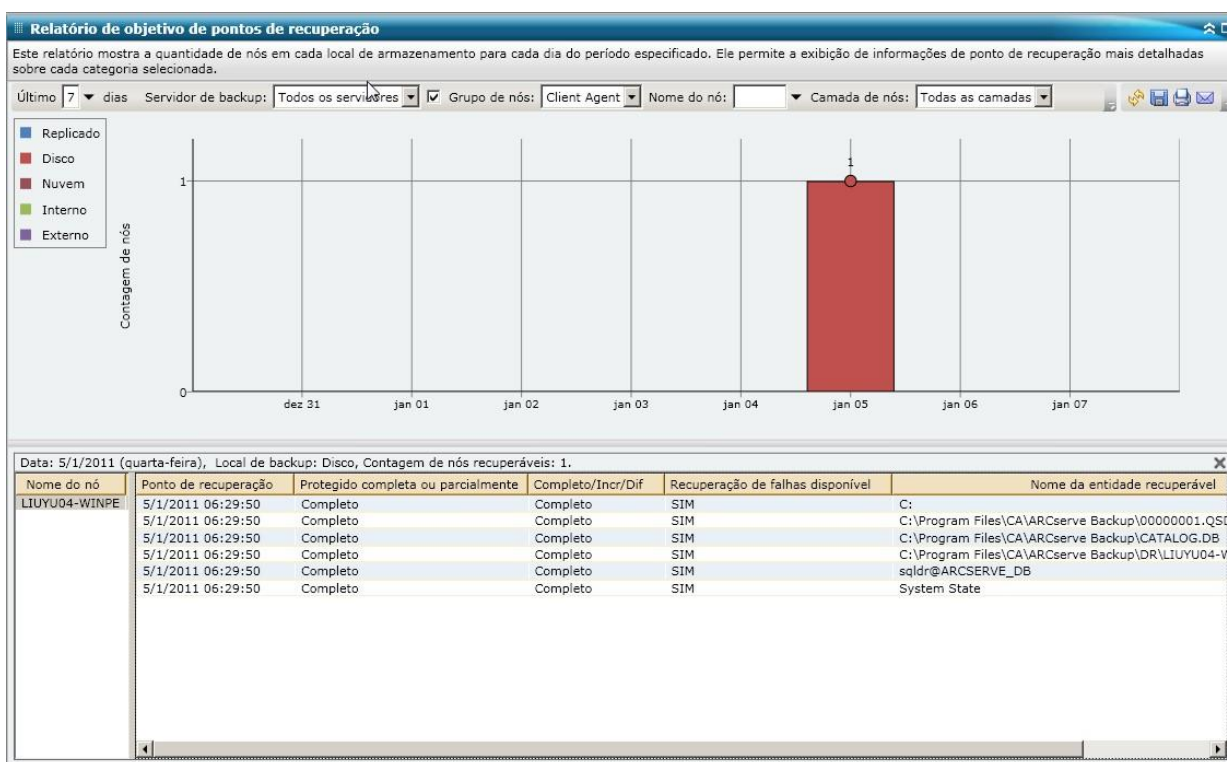 Relatório de objetivo de pontos de recuperação
Este relatório mostra a quantidade de nós em cada local de armazenamento para cada dia do período especificado. Ele permite a exibição de informações de ponto de recuperação mais detalhadas
sobre cada categoria selecionada.
Último 7 dias Servidor de backup: Todos os servidores Grupo de nós: Client Agent Nome do nó: Camada de nós: Todas as camadas
Replicado
Disco
Nuvem
Interno
Externo
Contagem de nós
1
1
0
dez 31 jan 01 jan 02 jan 03 jan 04 jan 05 jan 06 jan 07
Data: 5/1/2011 (quarta-feira), Local de backup: Disco, Contagem de nós recuperáveis: 1.
Nome do nó Ponto de recuperação Protegido completa ou parcialmente Completo/Incr/Dif Recuperação de falhas disponível Nome da entidade recuperável
LIUYU04-WINPE 5/1/2011 06:29:50 Completo Completo SIM C:
5/1/2011 06:29:50 Completo Completo SIM C:\Program Files\CA\ARCserve Backup\00000001.QSD
5/1/2011 06:29:50 Completo Completo SIM C:\Program Files\CA\ARCserve Backup\CATALOG.DB
5/1/2011 06:29:50 Completo Completo SIM C:\Program Files\CA\ARCserve Backup\DR\LIUYU04-W
5/1/2011 06:29:50 Completo Completo SIM sqldr@ARCSERVE_DB
5/1/2011 06:29:50 Completo Completo SIM System State